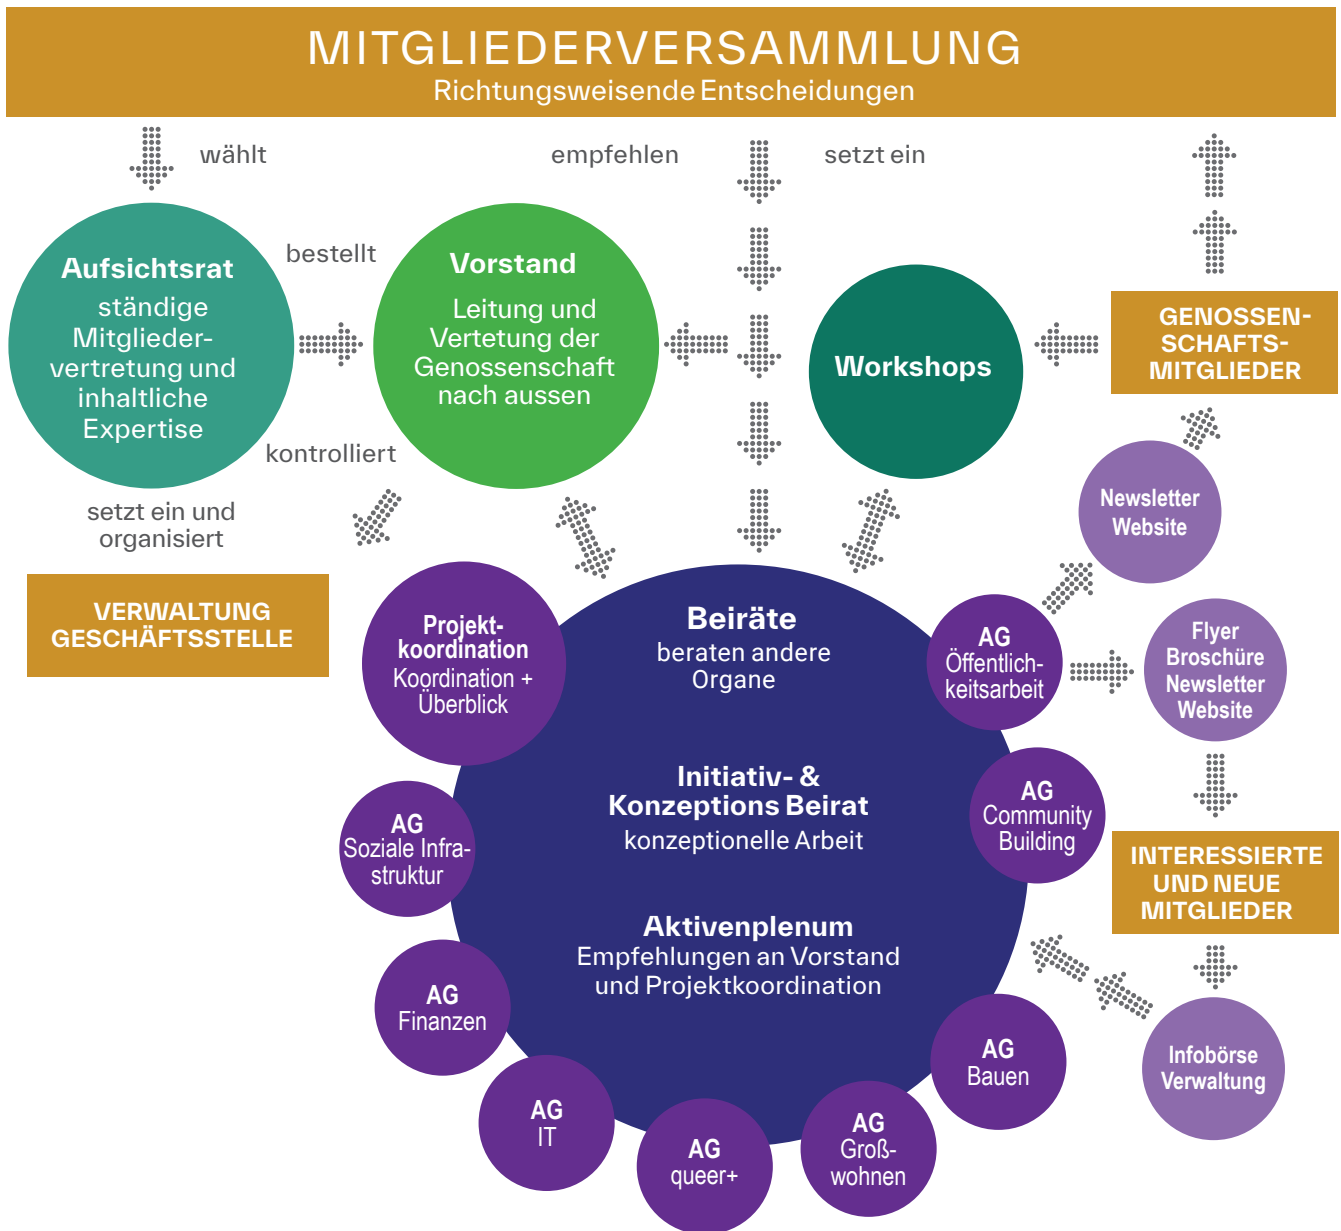 MITGLIEDERVERSAMMLUNG
Richtungsweisende Entscheidungen
wählt
empfehlen
setzt ein
Aufsichtsrat
ständige
Mitglieder-
vertretung und
inhaltliche
Expertise
bestellt
kontrolliert
Vorstand
Leitung und
Vertetung der
Genossenschaft
nach aussen
Workshops
GENOSSEN-
SCHAFTS-
MITGLIEDER
setzt ein und
organisiert
VERWALTUNG
GESCHÄFTSSTELLE
Newsletter
Website
Projekt-
koordination
Koordination +
Überblick
Beiräte
beraten andere
Organe
AG
Öffentlich-
keitsarbeit
Flyer
Broschüre
Newsletter
Website
Initiativ- &
Konzeptions Beirat
konzeptionelle Arbeit
AG
Soziale Infra-
struktur
AG
Community
Building
INTERESSIERTE
UND NEUE
MITGLIEDER
Aktivenplenum
Empfehlungen an Vorstand
und Projektkoordination
AG
Finanzen
AG
Bauen
Infobörse
Verwaltung
AG
IT
AG
queer+
AG
Groß-
wohnen